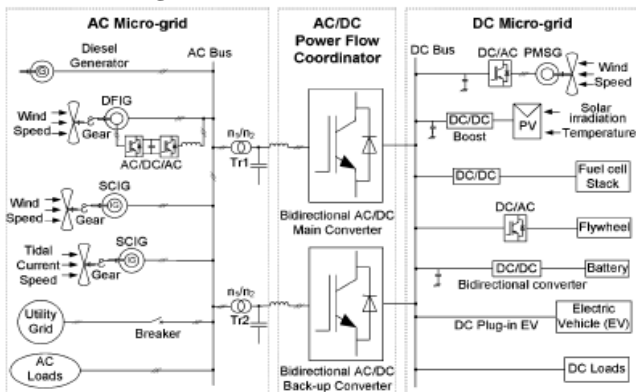 AC Micro-grid
Diesel
Generator
AC Bus
DFIG
Wind
Speed
Gear
AC/DC/AC
SCIG
Wind
Speed
Gear
SCIG
Tidal
Current
Speed
Gear
Utility
Grid
Breaker
AC
Loads
n₁/n₂
Tr1
n₁/n₂
Tr2
AC/DC
Power Flow
Coordinator
Bidirectional AC/DC
Main Converter
Bidirectional AC/DC
Back-up Converter
DC Micro-grid
DC Bus
DC/AC
PMSG
Wind
Speed
DC/DC
Boost
PV
Solar
irradiation
Temperature
DC/DC
Fuel cell
Stack
DC/AC
Flywheel
DC/DC
Battery
Bidirectional converter
DC Plug-in EV
Electric
Vehicle (EV)
DC Loads